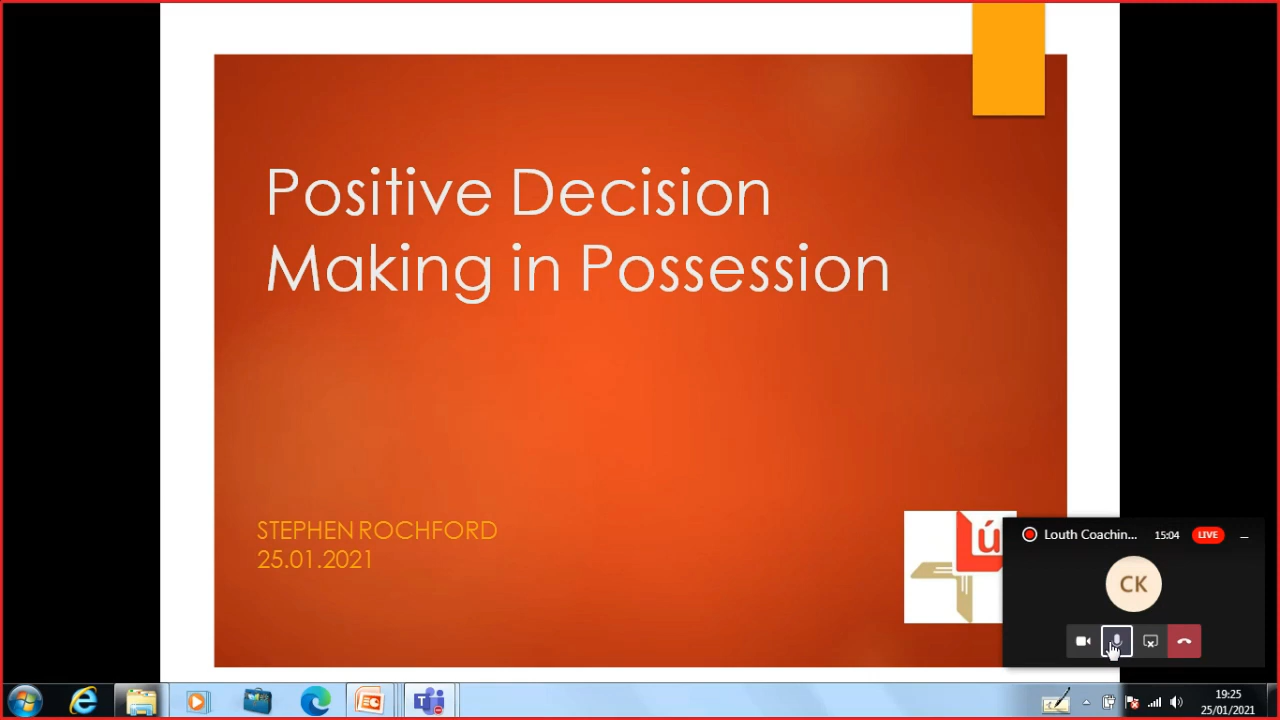 Positive Decision
Making in Possession
STEPHEN ROCHFORD
25.01.2021
ú
Louth Coachin... 15:04 LIVE
CK
19:25
25/01/2021